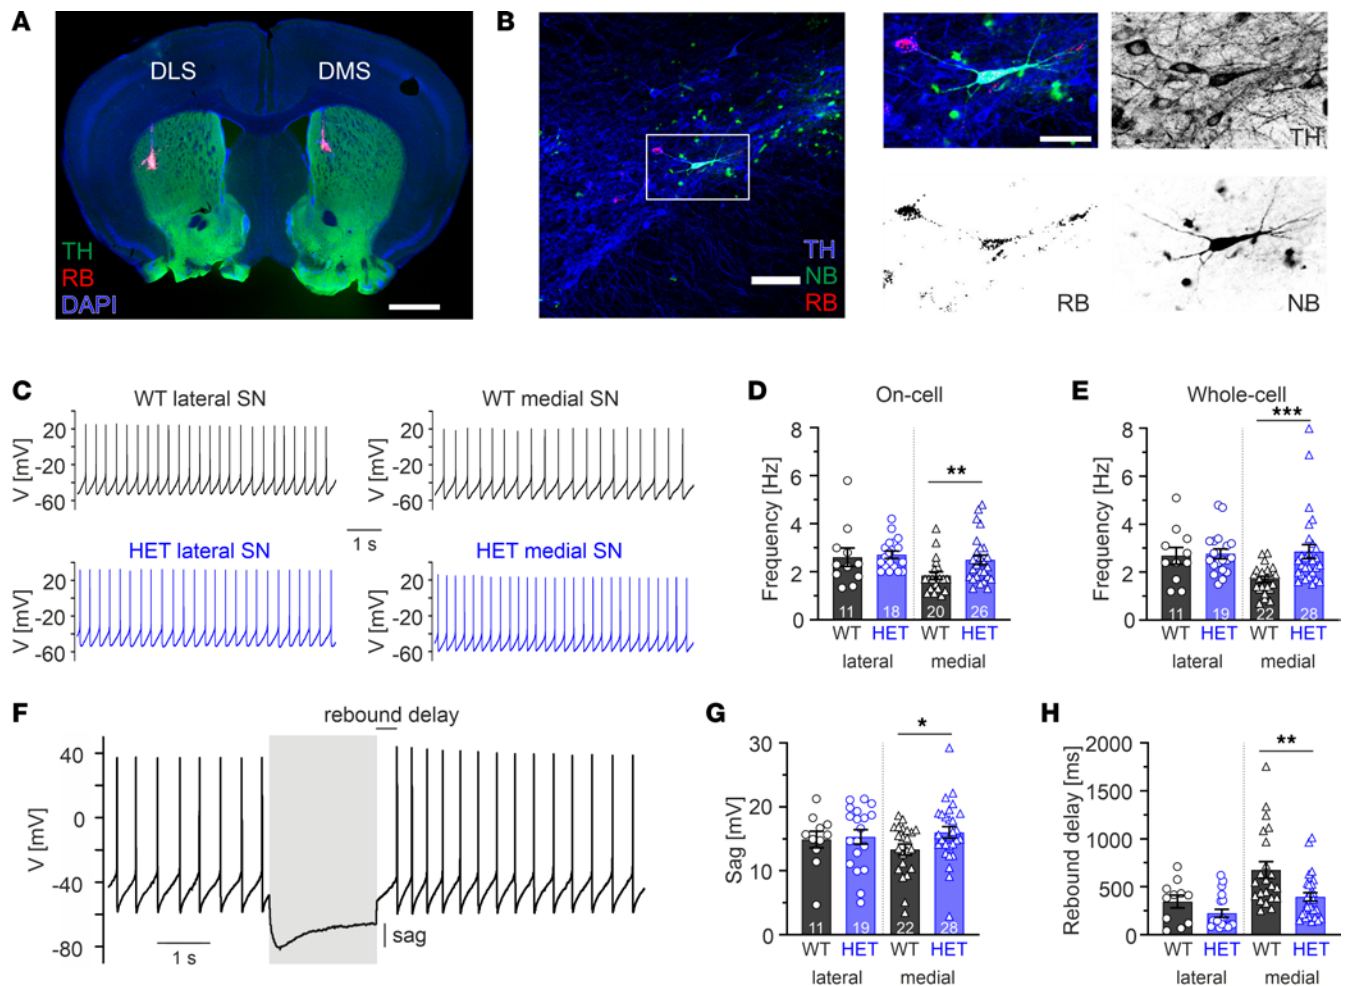 A
DLS
DMS
TH
RB
DAPI
B
TH
NB
RB
TH
RB
NB
C
WT lateral SN
WT medial SN
V [mV]
20
-20
-60
V [mV]
20
-20
-60
1 s
HET lateral SN
HET medial SN
V [mV]
20
-20
-60
V [mV]
20
-20
-60
D
On-cell
**
Frequency [Hz]
8
6
4
2
0
11
18
20
26
WT
HET
WT
HET
lateral
medial
E
Whole-cell
***
Frequency [Hz]
8
6
4
2
0
11
19
22
28
WT
HET
WT
HET
lateral
medial
F
rebound delay
V [mV]
40
0
-40
-80
1 s
sag
G
*
Sag [mV]
30
20
10
0
11
19
22
28
WT
HET
WT
HET
lateral
medial
H
**
Rebound delay [ms]
2000
1500
1000
500
0
WT
HET
WT
HET
lateral
medial